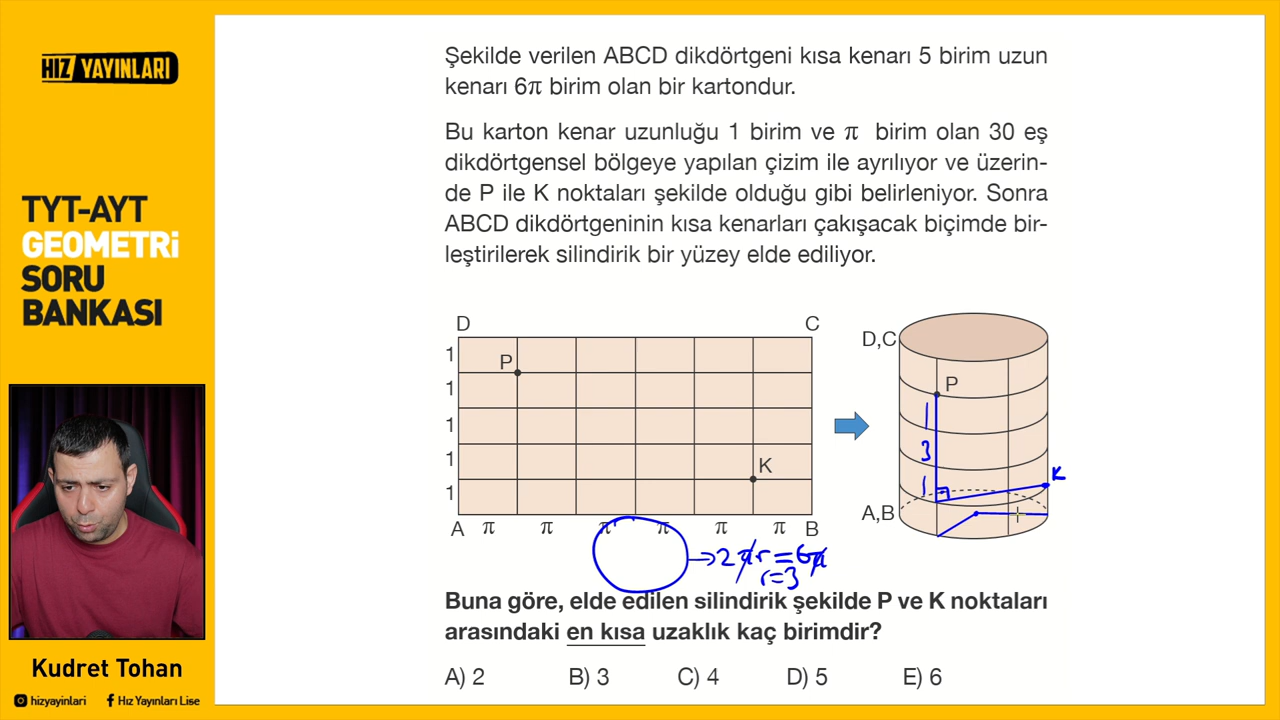 HIZ YAYINLARI
TYT-AYT
GEOMETRİ
SORU
BANKASI
Kudret Tohan
hizyayinlari
Hız Yayınları Lise
Şekilde verilen ABCD dikdörtgeni kısa kenarı 5 birim uzun
kenarı 6π birim olan bir kartondur.
Bu karton kenar uzunluğu 1 birim ve π birim olan 30 eş
dikdörtgensel bölgeye yapılan çizim ile ayrılıyor ve üzerin-
de P ile K noktaları şekilde olduğu gibi belirleniyor. Sonra
ABCD dikdörtgeninin kısa kenarları çakışacak biçimde bir-
leştirilerek silindirik bir yüzey elde ediliyor.
D C
1 P
1
1
1 K
1
A π π π π π π B
D,C
P
1
3
1
K
A,B
2πr=6π
r=3
Buna göre, elde edilen silindirik şekilde P ve K noktaları
arasındaki en kısa uzaklık kaç birimdir?
A) 2 B) 3 C) 4 D) 5 E) 6